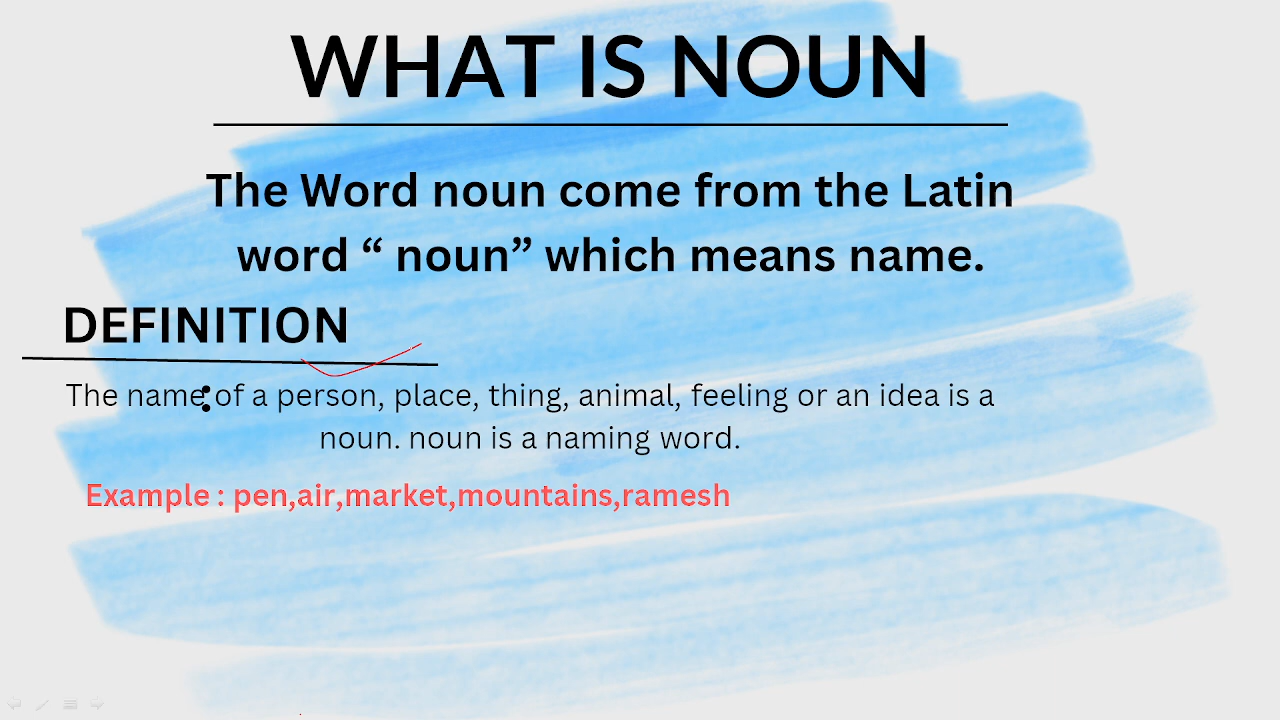 WHAT IS NOUN
The Word noun come from the Latin
word “ noun” which means name.
DEFINITION
:
The name of a person, place, thing, animal, feeling or an idea is a
noun. noun is a naming word.
Example : pen,air,market,mountains,ramesh